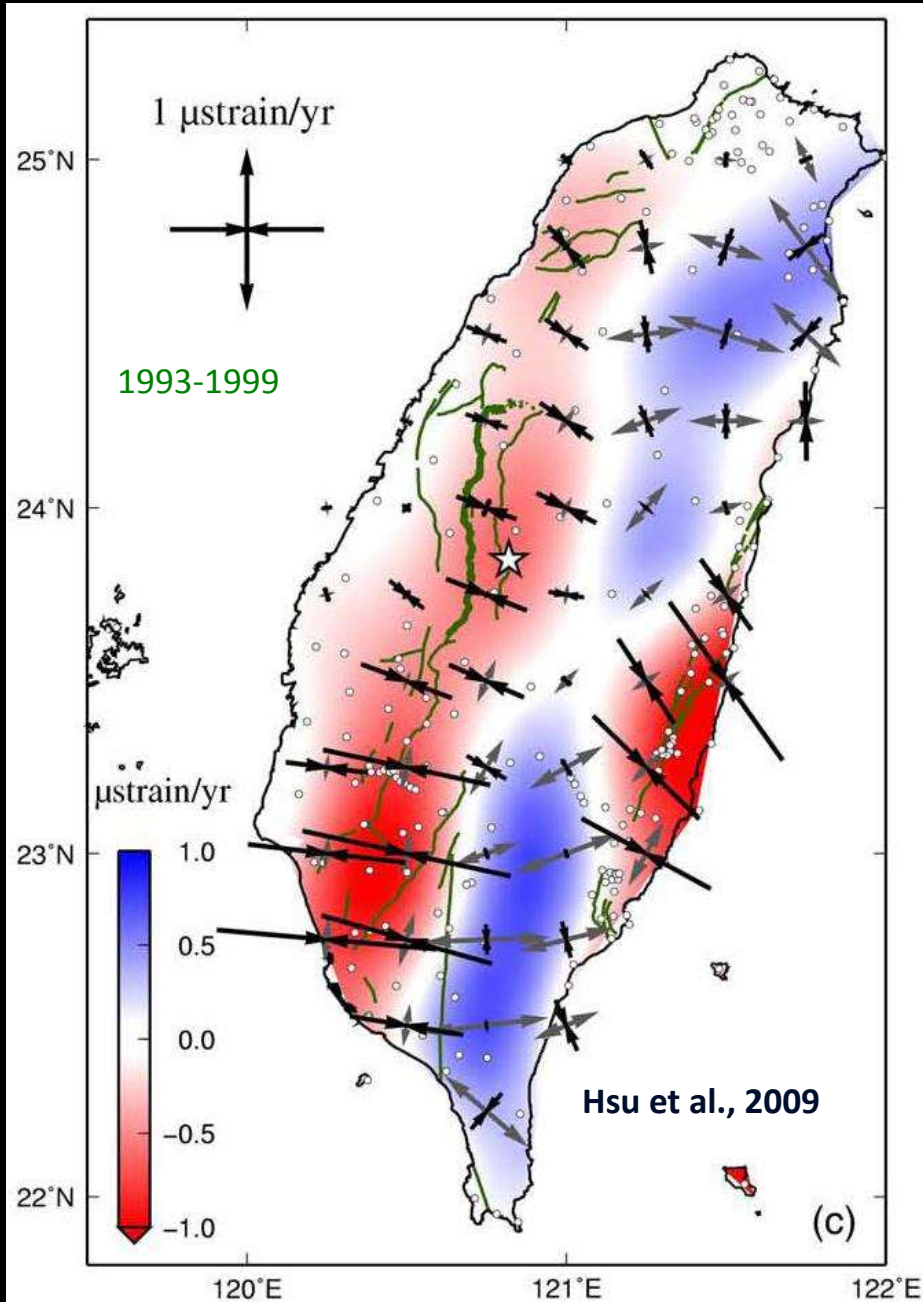 1 μstrain/yr
25°N
1993-1999
24°N
μstrain/yr
23°N
1.0
0.5
0.0
−0.5
−1.0
Hsu et al., 2009
22°N
(c)
120°E
121°E
122°E